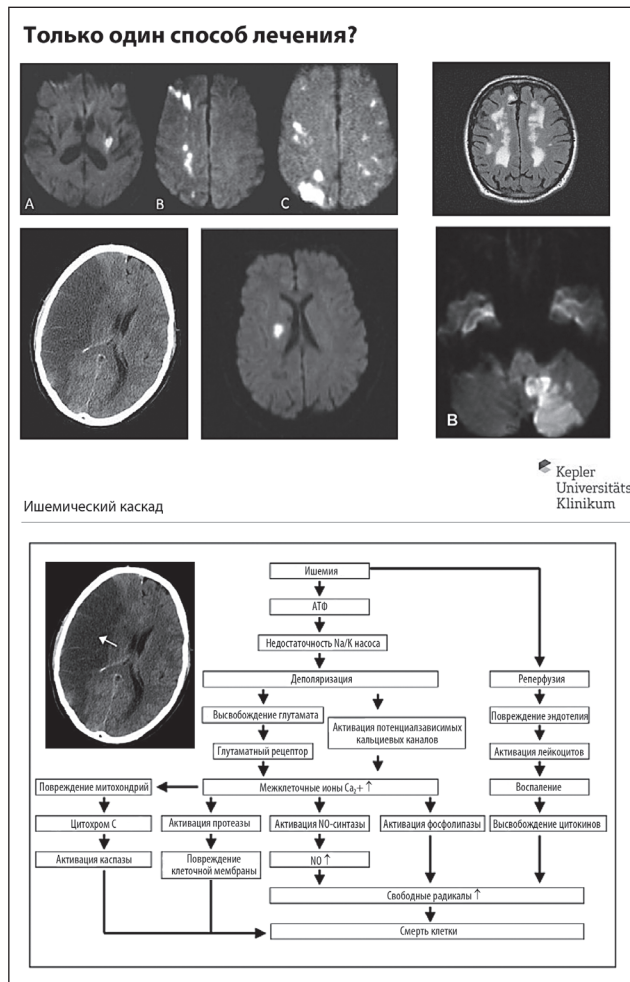 Только один способ лечения?
A
B
C
B
Kepler
Universitäts
Klinikum
Ишемический каскад
Ишемия
АТФ
Недостаточность Na/K насоса
Деполяризация
Реперфузия
Высвобождение глутамата
Активация потенциалзависимых
кальциевых каналов
Повреждение эндотелия
Глутаматный рецептор
Активация лейкоцитов
Повреждение митохондрий
Межклеточные ионы Ca₂+ ↑
Воспаление
Цитохром С
Активация протеазы
Активация NO-синтазы
Активация фосфолипазы
Высвобождение цитокинов
Активация каспазы
Повреждение
клеточной мембраны
NO ↑
Свободные радикалы ↑
Смерть клетки